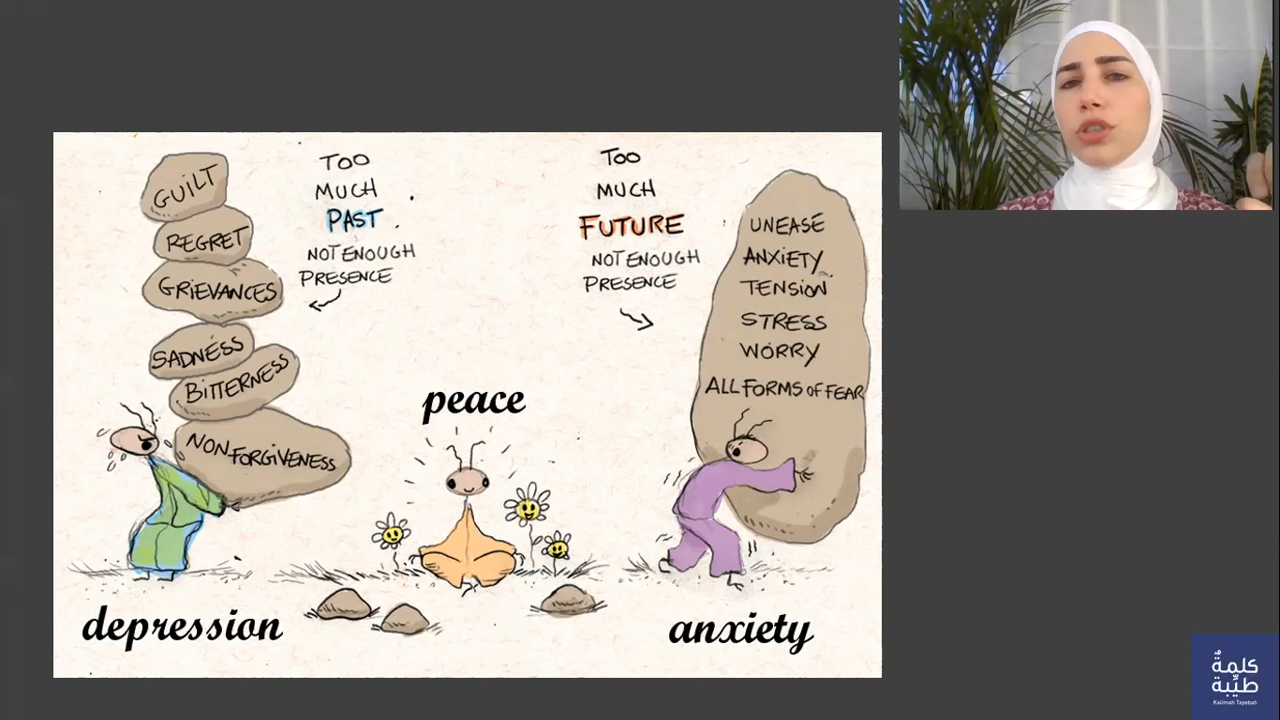 GUILT
REGRET
GRIEVANCES
SADNESS
BITTERNESS
NON FORGIVENESS
TOO
MUCH
PAST
NOT ENOUGH
PRESENCE
depression
peace
TOO
MUCH
FUTURE
NOT ENOUGH
PRESENCE
UNEASE
ANXIETY
TENSION
STRESS
WORRY
ALL FORMS OF FEAR
anxiety
كلمةٌ
طيّبة
Kalimah Tayebah